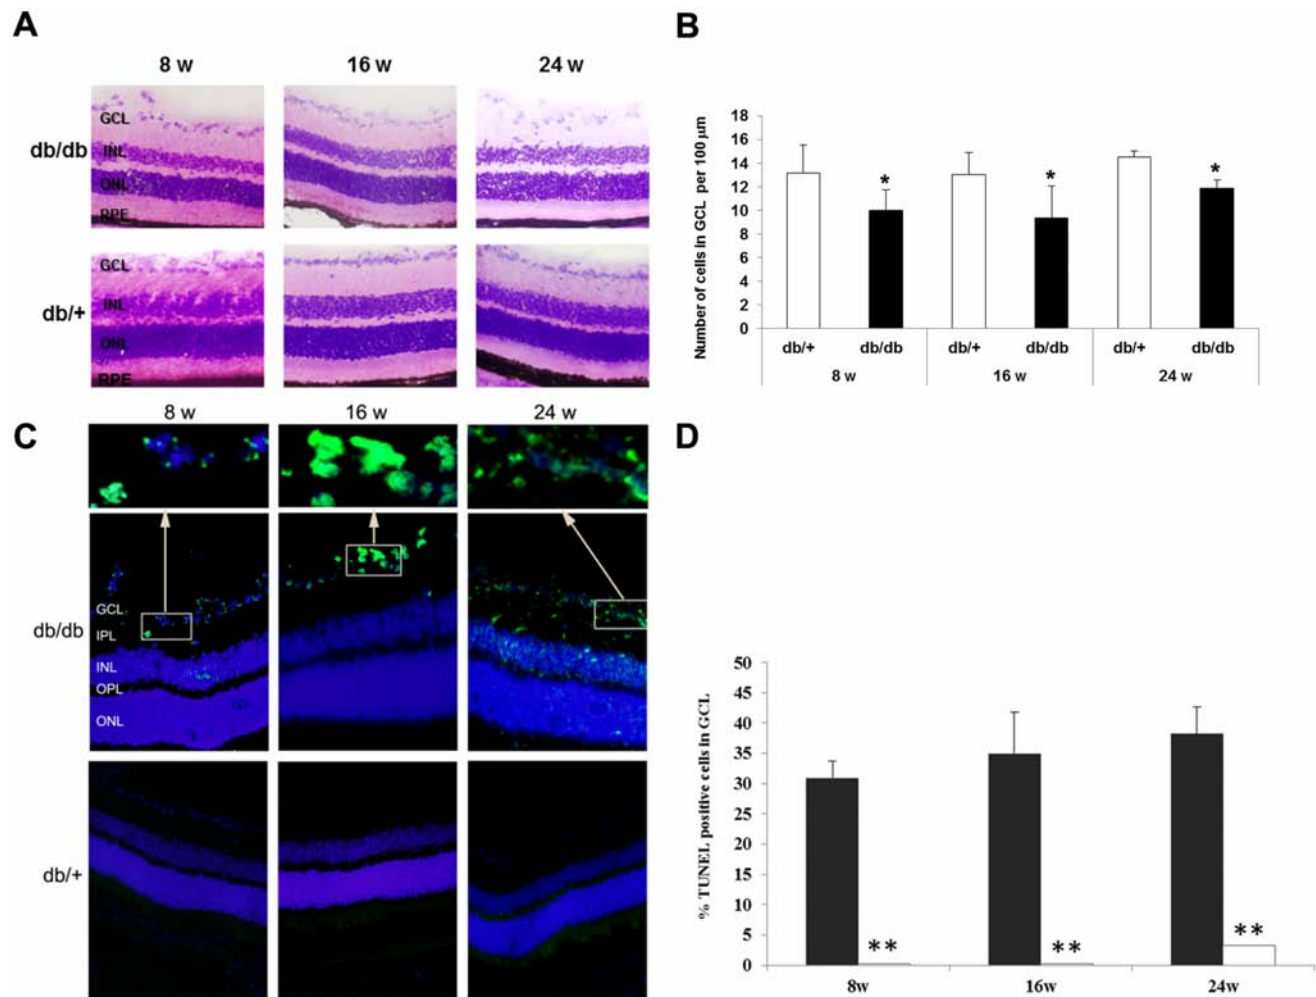 A
8 w 16 w 24 w
db/db
GCL
INL
ONL
RPE
db/+
GCL
INL
ONL
RPE
B
Number of cells in GCL per 100 µm
18
16
14
12
10
8
6
4
2
0
* * *
db/+ db/db db/+ db/db db/+ db/db
8 w 16 w 24 w
C
8 w 16 w 24 w
db/db
GCL
IPL
INL
OPL
ONL
db/+
D
% TUNEL positive cells in GCL
50
45
40
35
30
25
20
15
10
5
0
** ** **
8w 16w 24w